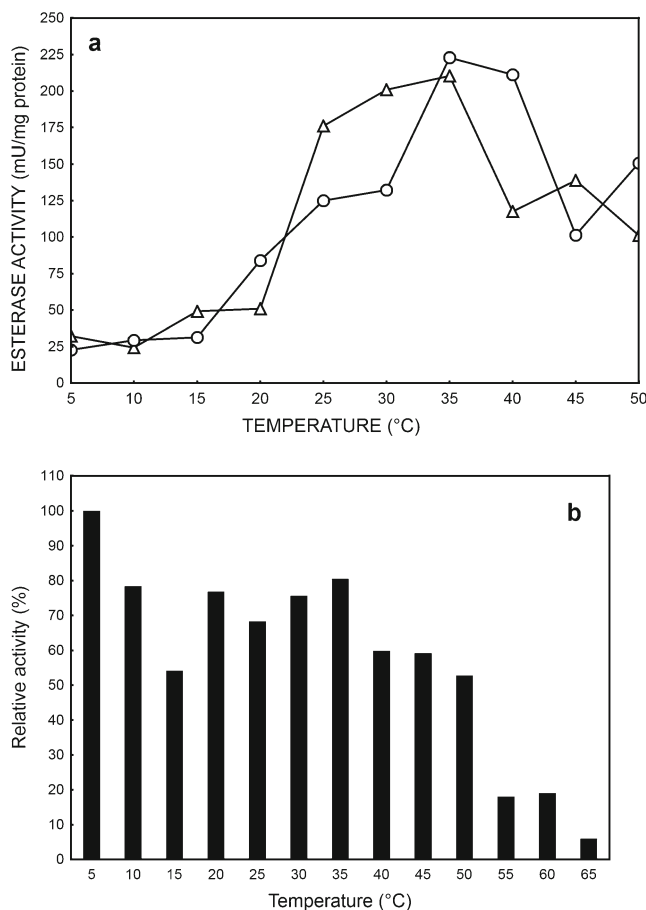 a
ESTERASE ACTIVITY (mU/mg protein)
250
225
200
175
150
125
100
75
50
25
0
5 10 15 20 25 30 35 40 45 50
TEMPERATURE (°C)
b
Relative activity (%)
110
100
90
80
70
60
50
40
30
20
10
0
5 10 15 20 25 30 35 40 45 50 55 60 65
Temperature (°C)